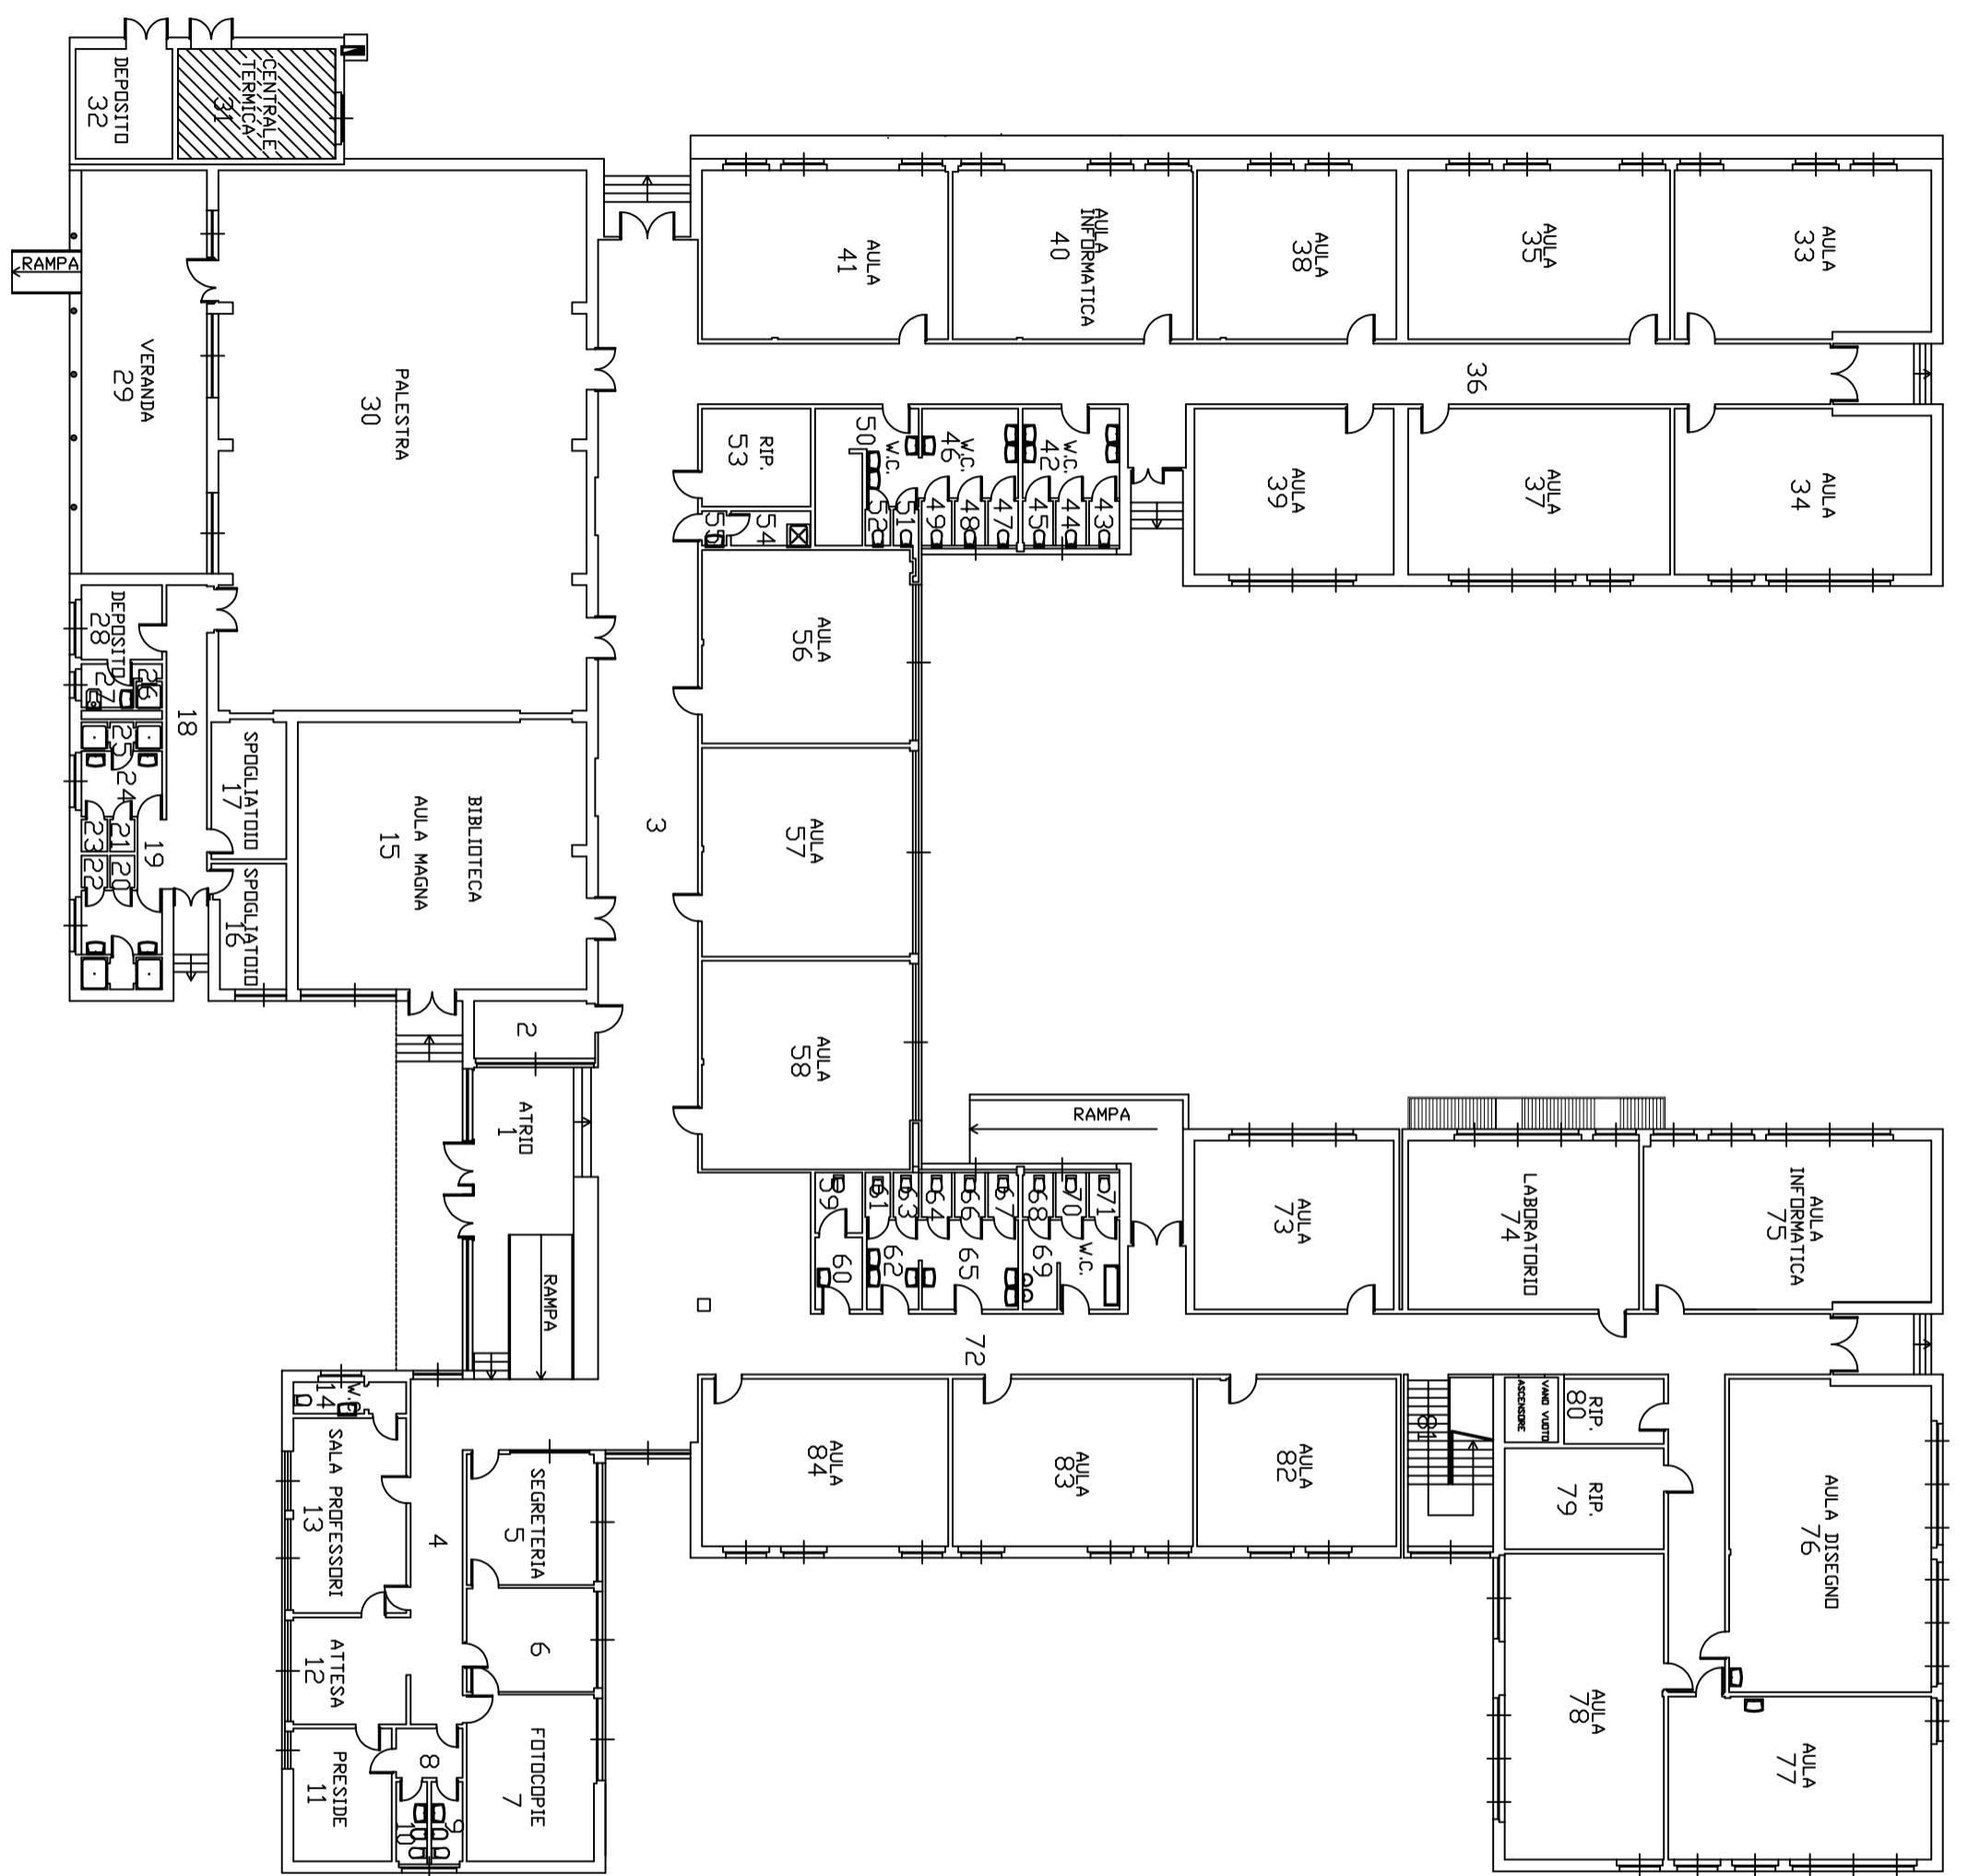 DEPOSITO
32
CENTRALE
TERMICA
31
RAMPA
VERANDA
29
PALESTRA
30
AULA
41
AULA
INFORMATICA
40
AULA
38
AULA
35
AULA
33
36
RIP.
53
W.C.
50
W.C.
46
W.C.
42
52
51
49
48
47
45
44
43
55
54
AULA
39
AULA
37
AULA
34
DEPOSITO
28
27
26
25
24
23
22
21
20
19
18
SPOGLIATOIO
17
SPOGLIATOIO
16
BIBLIOTECA
AULA MAGNA
15
3
AULA
56
AULA
57
AULA
58
2
ATRIO
1
RAMPA
RAMPA
59
60
61
62
63
64
65
66
67
68
69
W.C.
70
71
72
AULA
73
LABORATORIO
74
AULA
INFORMATICA
75
W.C
14
SALA PROFESSORI
13
ATTESA
12
PRESIDE
11
4
SEGRETERIA
5
6
FOTOCOPIE
7
8
9
10
AULA
84
AULA
83
AULA
82
81
VANO VUOTO
ASCENSORE
RIP.
80
RIP.
79
AULA DISEGNO
76
AULA
78
AULA
77